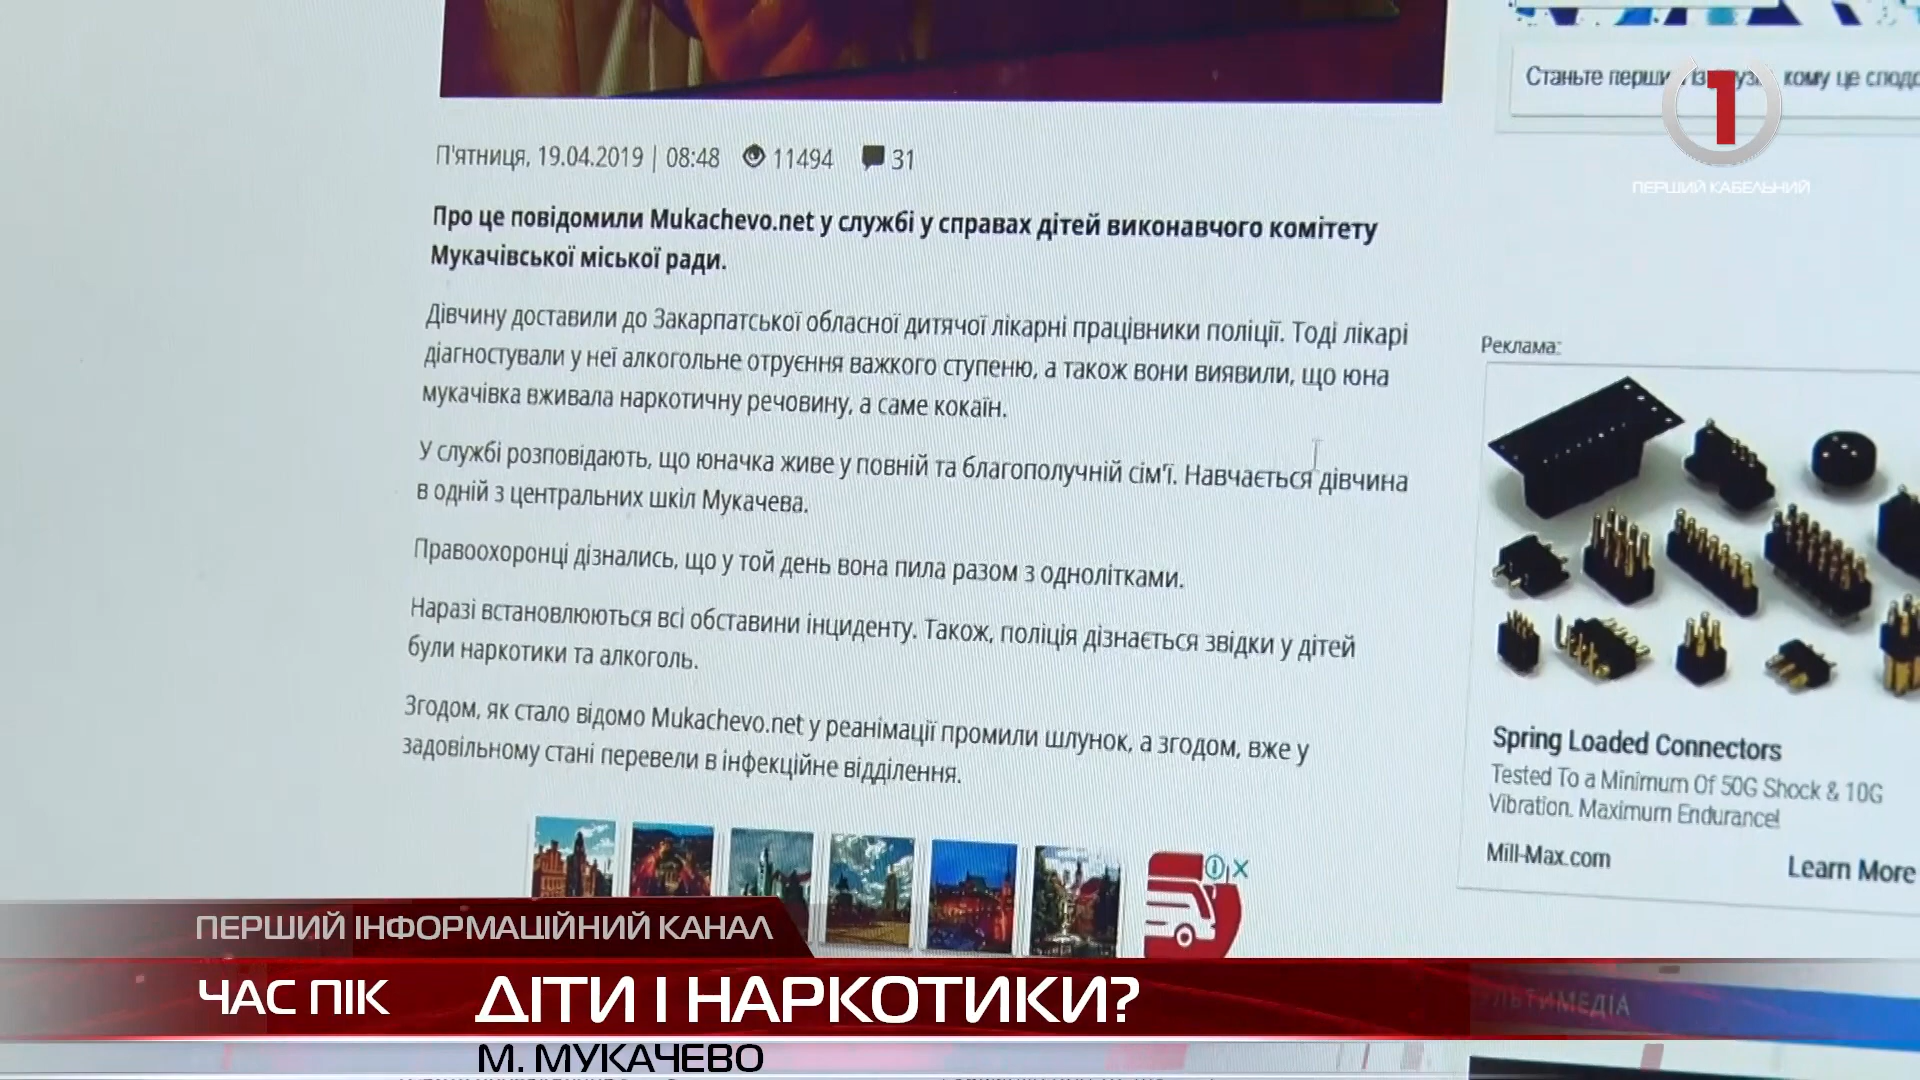 Станьте перши
кому це
1
ПЕРШИЙ КАБЕЛЬНИЙ
П'ятниця, 19.04.2019 | 08:48 11494 31
Про це повідомили Mukachevo.net у службі у справах дітей виконавчого комітету
Мукачівської міської ради.
Дівчину доставили до Закарпатської обласної дитячої лікарні працівники поліції. Тоді лікарі
діагностували у неї алкогольне отруєння важкого ступеню, а також вони виявили, що юна
мукачівка вживала наркотичну речовину, а саме кокаїн.
У службі розповідають, що юначка живе у повній та благополучній сім'ї. Навчається дівчина
в одній з центральних шкіл Мукачева.
Правоохоронці дізнались, що у той день вона пила разом з однолітками.
Наразі встановлюються всі обставини інциденту. Також, поліція дізнається звідки у дітей
були наркотики та алкоголь.
Згодом, як стало відомо Mukachevo.net у реанімації промили шлунок, а згодом, вже у
задовільному стані перевели в інфекційне відділення.
Реклама:
Spring Loaded Connectors
Tested To a Minimum Of 50G Shock & 10G
Vibration. Maximum Endurance!
Mill-Max.com
Learn More
ПЕРШИЙ ІНФОРМАЦІЙНИЙ КАНАЛ
ЧАС ПІК ДІТИ І НАРКОТИКИ?
М. МУКАЧЕВО